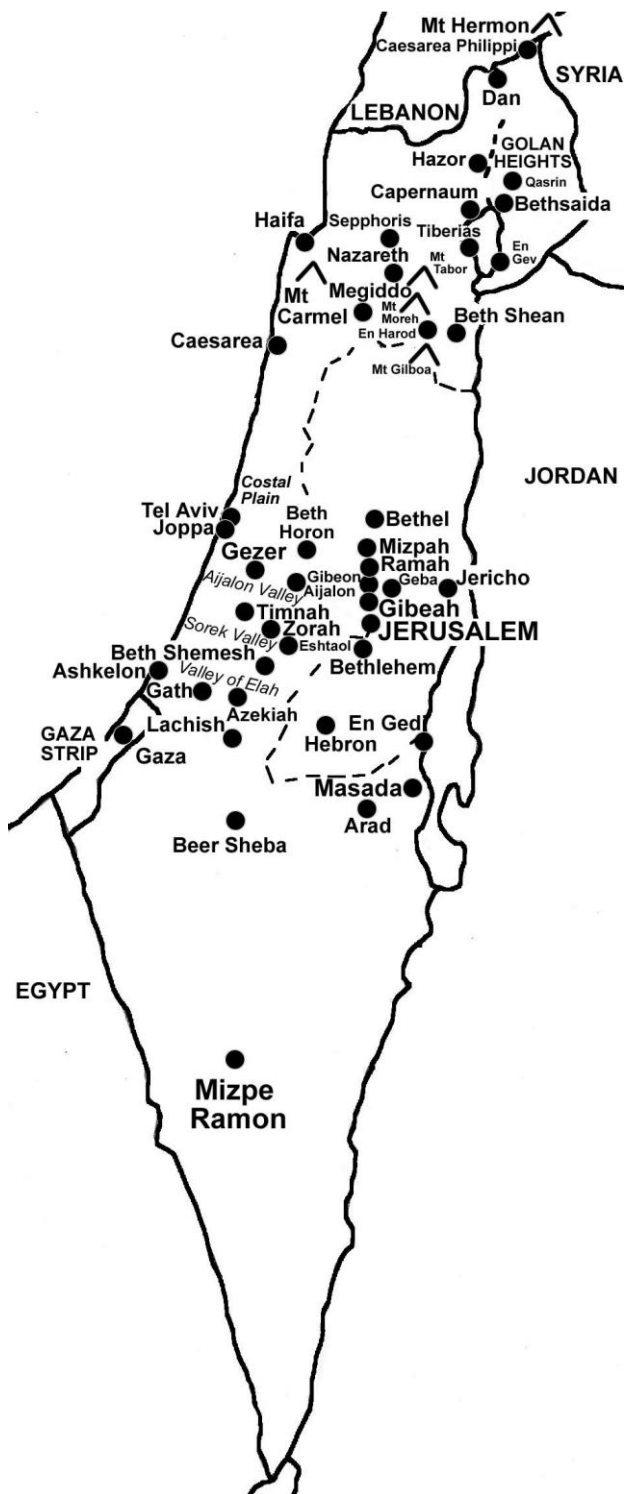 Mt Hermon
Caesarea Philippi
SYRIA
Dan
LEBANON
Hazor
GOLAN
HEIGHTS
Qasrin
Capernaum
Bethsaida
Haifa
Sepphoris
Tiberias
En
Gev
Nazareth
Mt
Tabor
Mt
Carmel
Megiddo
Mt
Moreh
En Harod
Beth Shean
Caesarea
Mt Gilboa
JORDAN
Costal
Plain
Tel Aviv
Joppa
Beth
Horon
Bethel
Gezer
Mizpah
Ramah
Aijalon Valley
Gibeon
Aijalon
Geba
Jericho
Timnah
Gibeah
Sorek Valley
Zorah
JERUSALEM
Eshtaol
Beth Shemesh
Bethlehem
Ashkelon
Valley of Elah
Gath
Azekiah
Lachish
En Gedi
Hebron
GAZA
STRIP
Gaza
Masada
Arad
Beer Sheba
EGYPT
Mizpe
Ramon